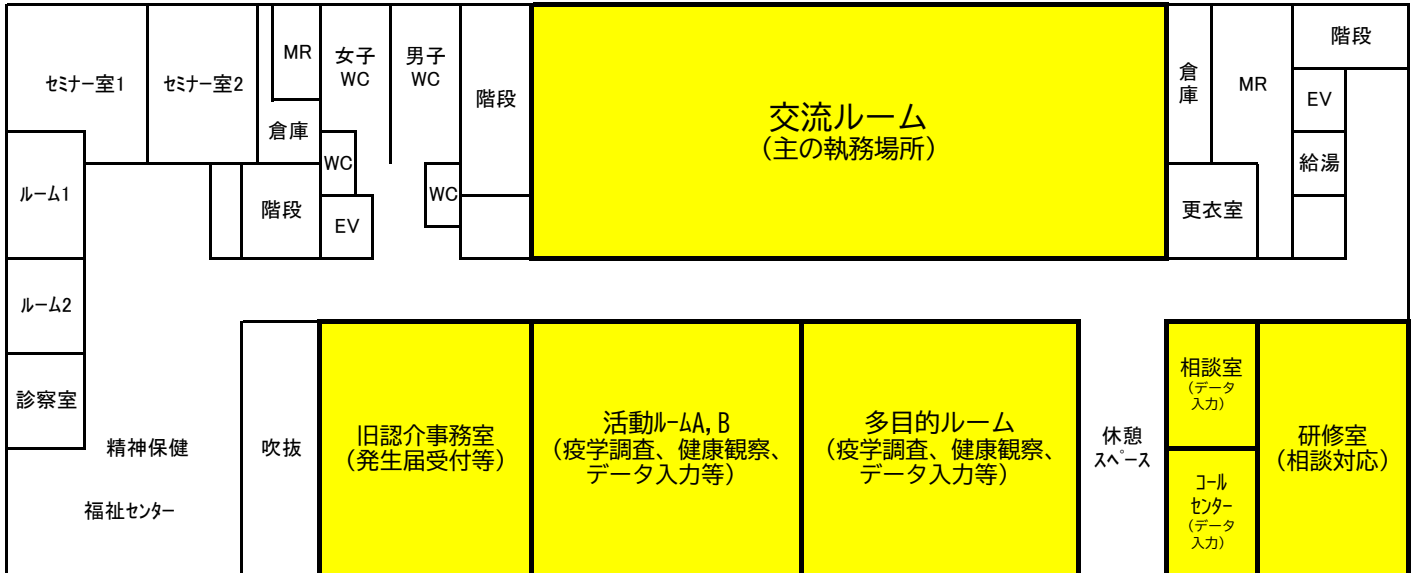 セミナー室1
セミナー室2
MR
倉庫
女子
WC
男子
WC
階段
交流ルーム
（主の執務場所）
倉庫
MR
階段
EV
給湯
ルーム1
階段
WC
EV
WC
更衣室
ルーム2
診察室
精神保健
福祉センター
吹抜
旧認介事務室
（発生届受付等）
活動ルームA, B
（疫学調査、健康観察、
データ入力等）
多目的ルーム
（疫学調査、健康観察、
データ入力等）
休憩
スペース
相談室
（データ
入力）
コール
センター
（データ
入力）
研修室
（相談対応）